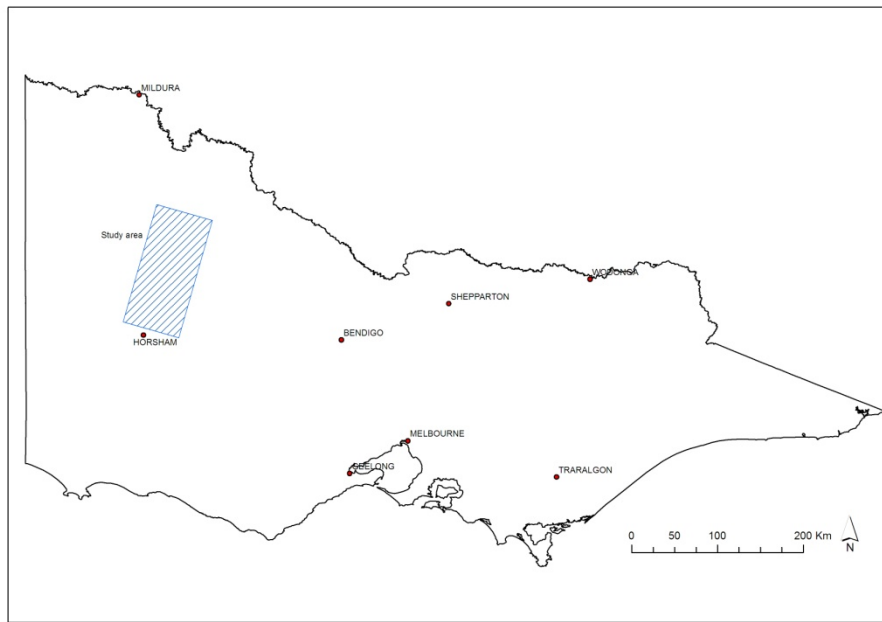 MILDURA
Study area
WODONGA
SHEPPARTON
HORSHAM
BENDIGO
MELBOURNE
GEELONG
TRARALGON
0 50 100 200 Km
N